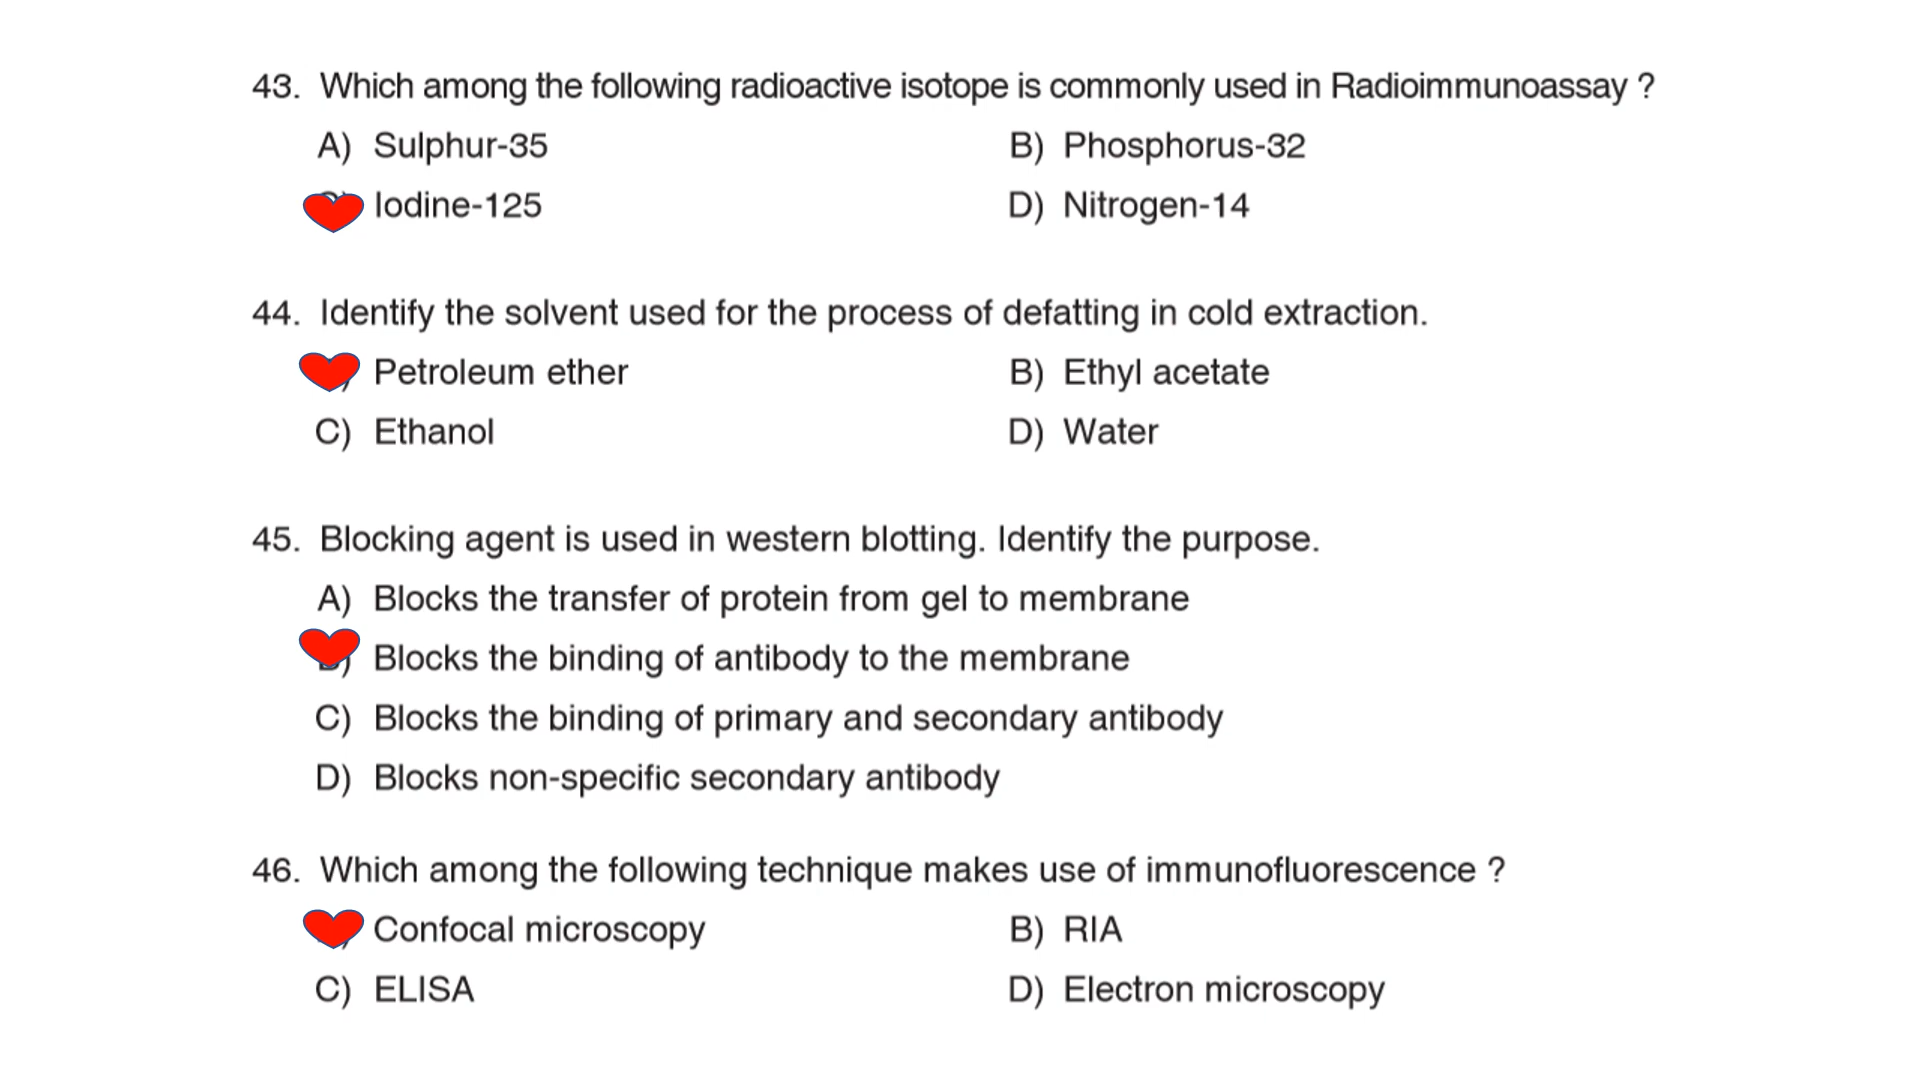 43. Which among the following radioactive isotope is commonly used in Radioimmunoassay ?
A) Sulphur-35 B) Phosphorus-32
Iodine-125 D) Nitrogen-14
44. Identify the solvent used for the process of defatting in cold extraction.
Petroleum ether B) Ethyl acetate
C) Ethanol D) Water
45. Blocking agent is used in western blotting. Identify the purpose.
A) Blocks the transfer of protein from gel to membrane
Blocks the binding of antibody to the membrane
C) Blocks the binding of primary and secondary antibody
D) Blocks non-specific secondary antibody
46. Which among the following technique makes use of immunofluorescence ?
Confocal microscopy B) RIA
C) ELISA D) Electron microscopy